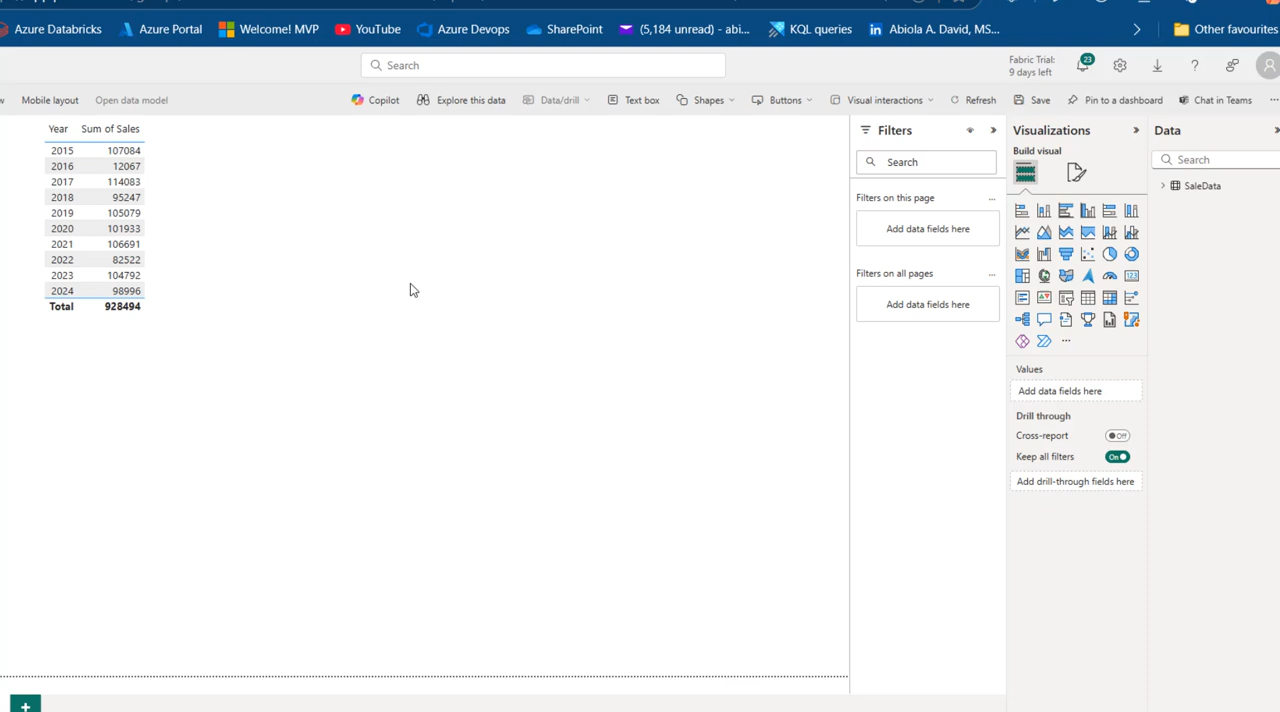 Azure Databricks Azure Portal Welcome! MVP YouTube Azure Devops SharePoint (5,184 unread) - abi... KQL queries Abiola A. David, MS... Other favourites
Search
Fabric Trial:
9 days left
23
Mobile layout Open data model Copilot Explore this data Data/drill Text box Shapes Buttons Visual interactions Refresh Save Pin to a dashboard Chat in Teams ...
Year Sum of Sales
2015 107084
2016 12067
2017 114083
2018 95247
2019 105079
2020 101933
2021 106691
2022 82522
2023 104792
2024 98996
Total 928494
Filters
Search
Filters on this page ...
Add data fields here
Filters on all pages ...
Add data fields here
Visualizations
Build visual
123
...
Values
Add data fields here
Drill through
Cross-report Off
Keep all filters On
Add drill-through fields here
Data
Search
SaleData
+